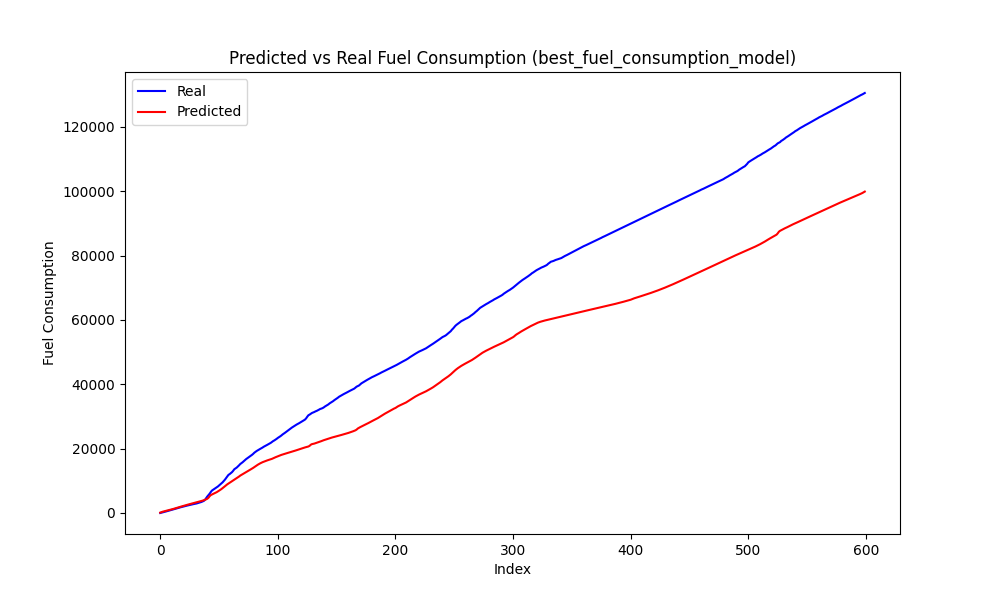 Predicted vs Real Fuel Consumption (best_fuel_consumption_model)
Real
Predicted
120000
100000
80000
60000
40000
20000
0
Fuel Consumption
0 100 200 300 400 500 600
Index